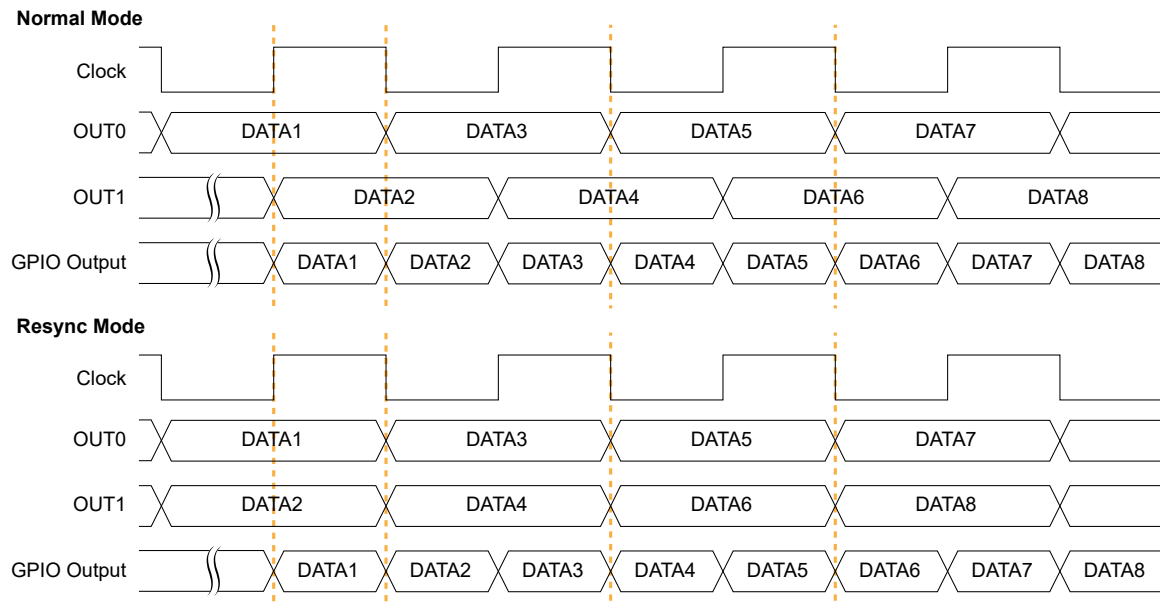 Normal Mode
Clock
OUT0 DATA1 DATA3 DATA5 DATA7
OUT1 DATA2 DATA4 DATA6 DATA8
GPIO Output DATA1 DATA2 DATA3 DATA4 DATA5 DATA6 DATA7 DATA8
Resync Mode
Clock
OUT0 DATA1 DATA3 DATA5 DATA7
OUT1 DATA2 DATA4 DATA6 DATA8
GPIO Output DATA1 DATA2 DATA3 DATA4 DATA5 DATA6 DATA7 DATA8